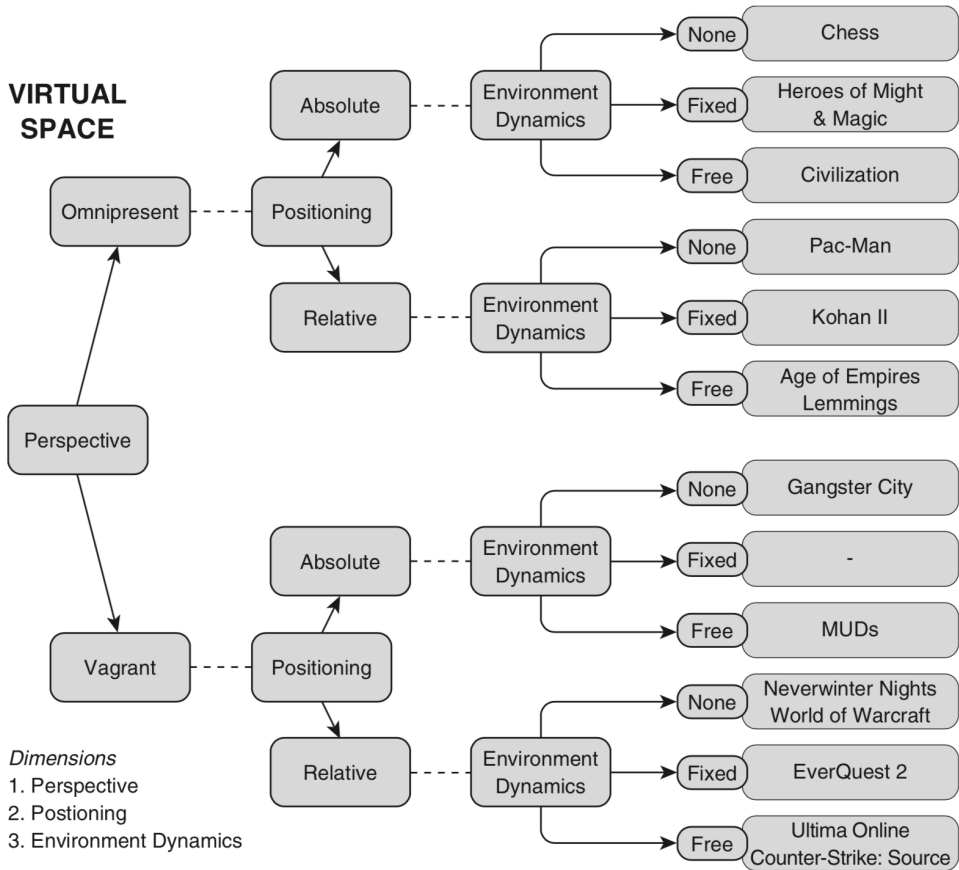 VIRTUAL
SPACE
Perspective
Omnipresent
Positioning
Absolute
Environment
Dynamics
None
Chess
Fixed
Heroes of Might
& Magic
Free
Civilization
Relative
Environment
Dynamics
None
Pac-Man
Fixed
Kohan II
Free
Age of Empires
Lemmings
Vagrant
Positioning
Absolute
Environment
Dynamics
None
Gangster City
Fixed
-
Free
MUDs
Relative
Environment
Dynamics
None
Neverwinter Nights
World of Warcraft
Fixed
EverQuest 2
Free
Ultima Online
Counter-Strike: Source
Dimensions
1. Perspective
2. Postioning
3. Environment Dynamics